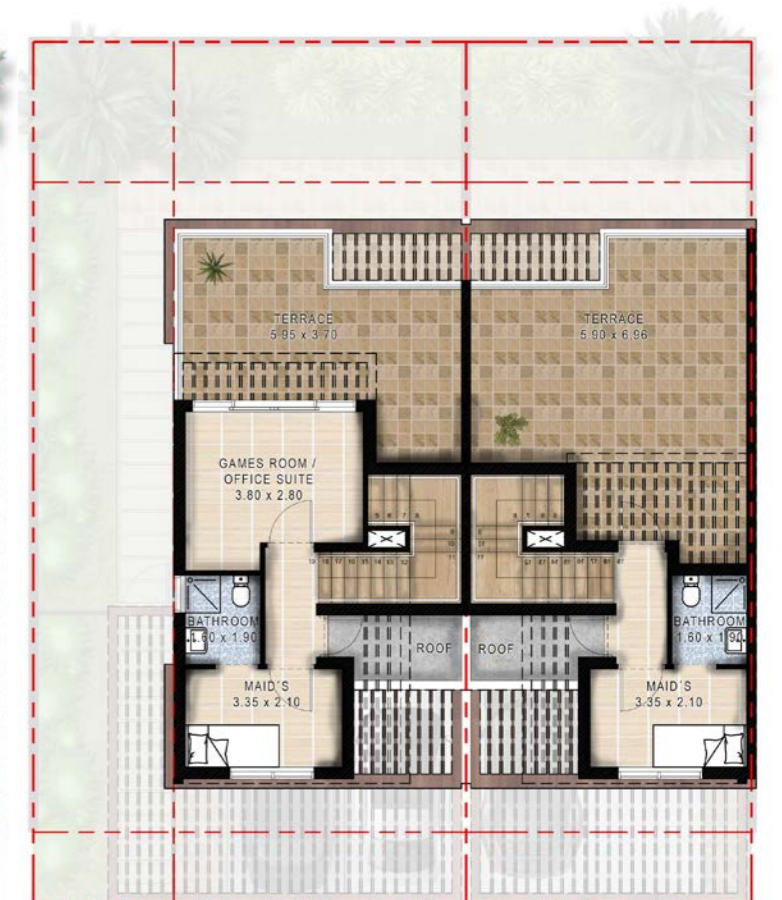 TERRACE
5.95 x 3.70
TERRACE
5.90 x 6.96
GAMES ROOM /
OFFICE SUITE
3.80 x 2.80
BATHROOM
1.60 x 1.90
ROOF
ROOF
BATHROOM
1.60 x 1.90
MAID´S
3.35 x 2.10
MAID´S
3.35 x 2.10